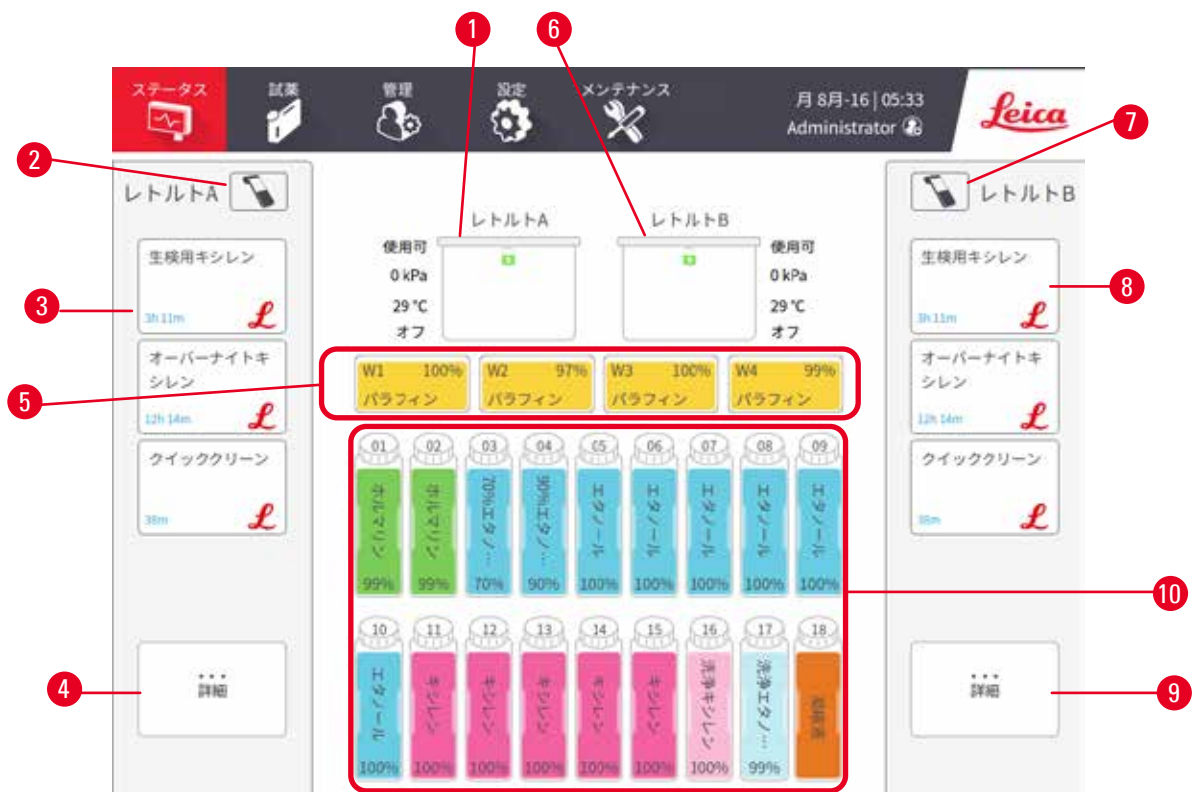 1
6
ステータス
試薬
管理
設定
メンテナンス
月 8月-16 | 05:33
Administrator
Leica
2
レトルトA
7
レトルトB
1
レトルトA
使用可
0 kPa
29 °C
オフ
レトルトB
使用可
0 kPa
29 °C
オフ
3
生検用キシレン
3h 11m
オーバーナイトキ
シレン
12h 14m
クイッククリーン
38m
4
詳細
8
生検用キシレン
3h 11m
オーバーナイトキ
シレン
12h 14m
クイッククリーン
38m
9
詳細
5
W1 100%
パラフィン
W2 97%
パラフィン
W3 100%
パラフィン
W4 99%
パラフィン
10
01
ホルマリン
99%
02
ホルマリン
99%
03
70%エタノ...
70%
04
90%エタノ...
90%
05
エタノール
100%
06
エタノール
100%
07
エタノール
100%
08
エタノール
100%
09
エタノール
100%
10
エタノール
100%
11
キシレン
100%
12
キシレン
100%
13
キシレン
100%
14
キシレン
100%
15
キシレン
100%
16
洗浄キシレン
100%
17
洗浄エタノ...
99%
18